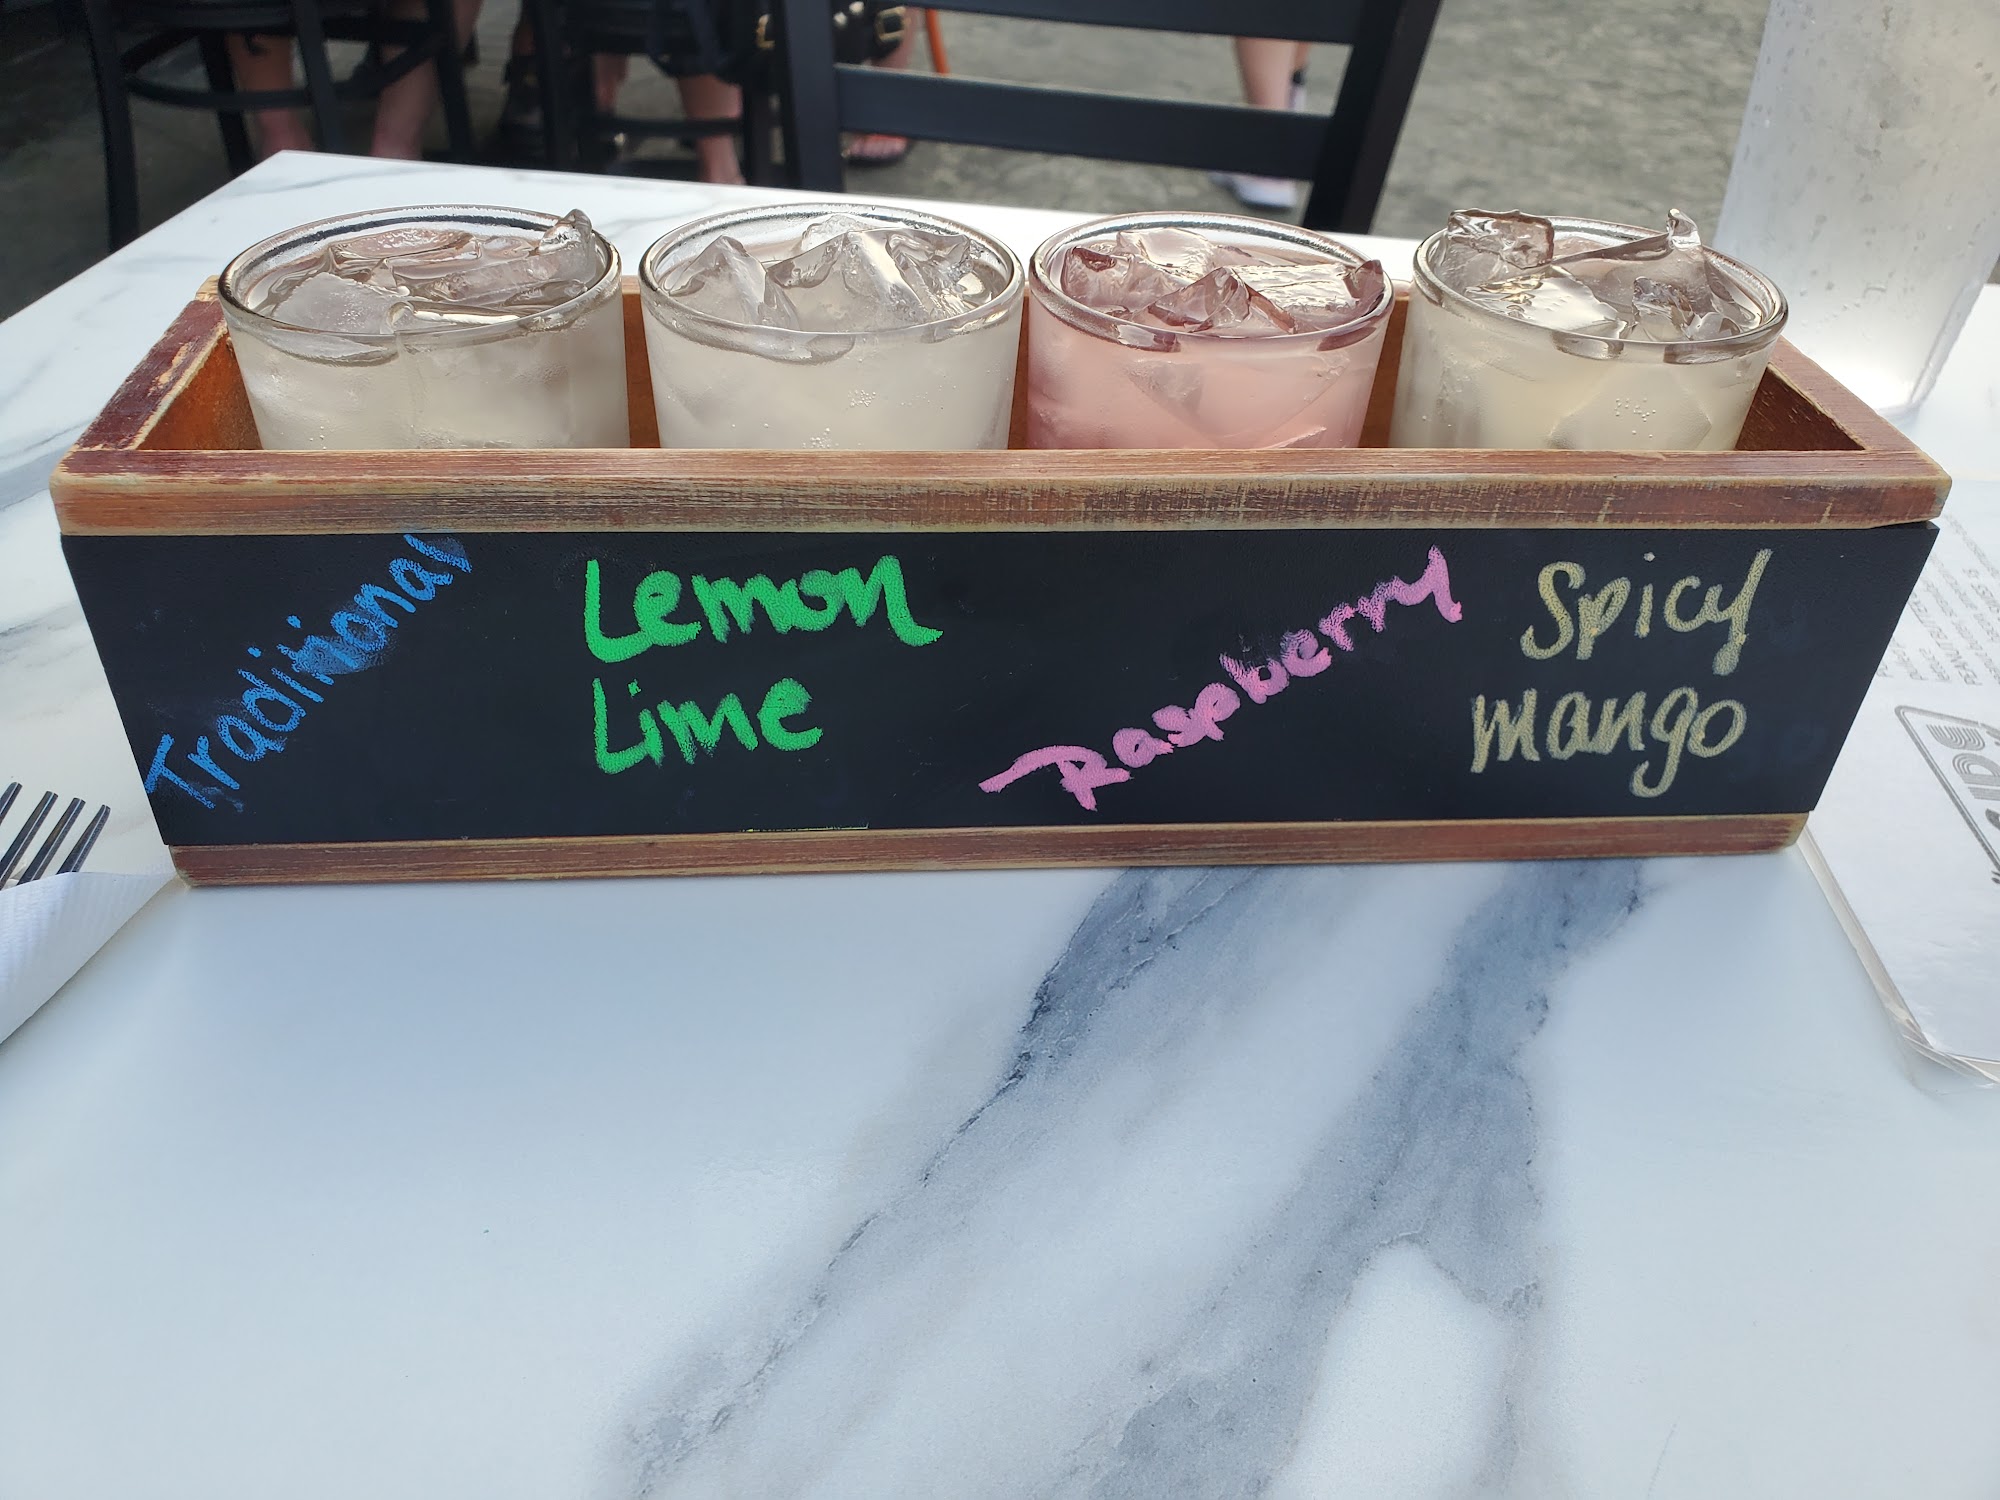 Traditional
Lemon
Lime
Raspberry
Spicy
mango